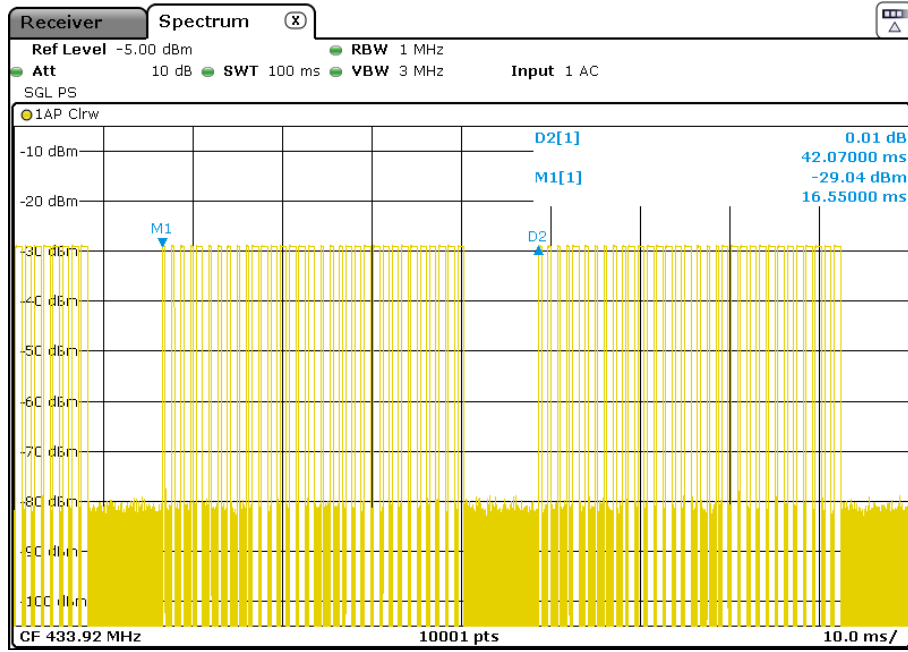 Receiver Spectrum X
Ref Level -5.00 dBm RBW 1 MHz
Att 10 dB SWT 100 ms VBW 3 MHz Input 1 AC
SGL PS
1AP Clrw
D2[1] 0.01 dB
42.07000 ms
M1[1] -29.04 dBm
16.55000 ms
-10 dBm
-20 dBm
M1
D2
-30 dBm
-40 dBm
-50 dBm
-60 dBm
-70 dBm
-80 dBm
-90 dBm
-100 dBm
CF 433.92 MHz 10001 pts 10.0 ms/